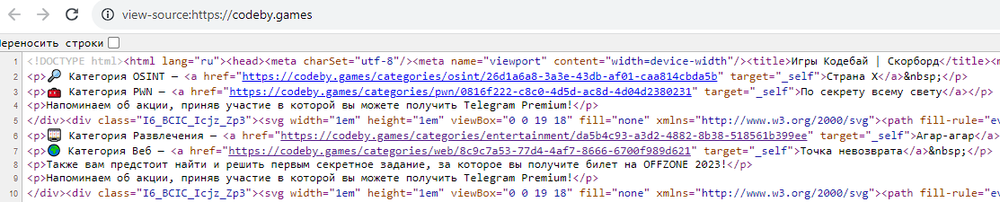 view-source:https://codeby.games
Переносить строки
1 <!DOCTYPE html><html lang="ru"><head><meta charSet="utf-8"/><meta name="viewport" content="width=device-width"/><title>Игры Кодебай | Скорборд</title><m
2 <p>🔎 Категория OSINT — <a href="https://codeby.games/categories/osint/26d1a6a8-3a3e-43db-af01-caa814cbda5b" target="_self">Страна X</a>&nbsp;</p>
3 <p>🧰 Категория PWN — <a href="https://codeby.games/categories/pwn/0816f222-c8c0-4d5d-ac8d-4d04d2380231" target="_self">По секрету всему свету</a></p>
4 <p>Напоминаем об акции, приняв участие в которой вы можете получить Telegram Premium!</p>
5 </div><div class="I6_BCIC_Icjz_Zp3"><svg width="1em" height="1em" viewBox="0 0 19 18" fill="none" xmlns="http://www.w3.org/2000/svg"><path fill-rule="ev
6 <p>🎰 Категория Развлечения — <a href="https://codeby.games/categories/entertainment/da5b4c93-a3d2-4882-8b38-518561b399ee" target="_self">Агар-агар</a>
7 <p>🌍 Категория Веб — <a href="https://codeby.games/categories/web/8c9c7a53-77d4-4af7-8666-6700f989d621" target="_self">Точка невозврата</a>&nbsp;</p>
8 <p>Также вам предстоит найти и решить первым секретное задание, за которое вы получите билет на OFFZONE 2023!</p>
9 <p>Напоминаем об акции, приняв участие в которой вы можете получить Telegram Premium!</p>
10 </div><div class="I6_BCIC_Icjz_Zp3"><svg width="1em" height="1em" viewBox="0 0 19 18" fill="none" xmlns="http://www.w3.org/2000/svg"><path fill-rule="ev